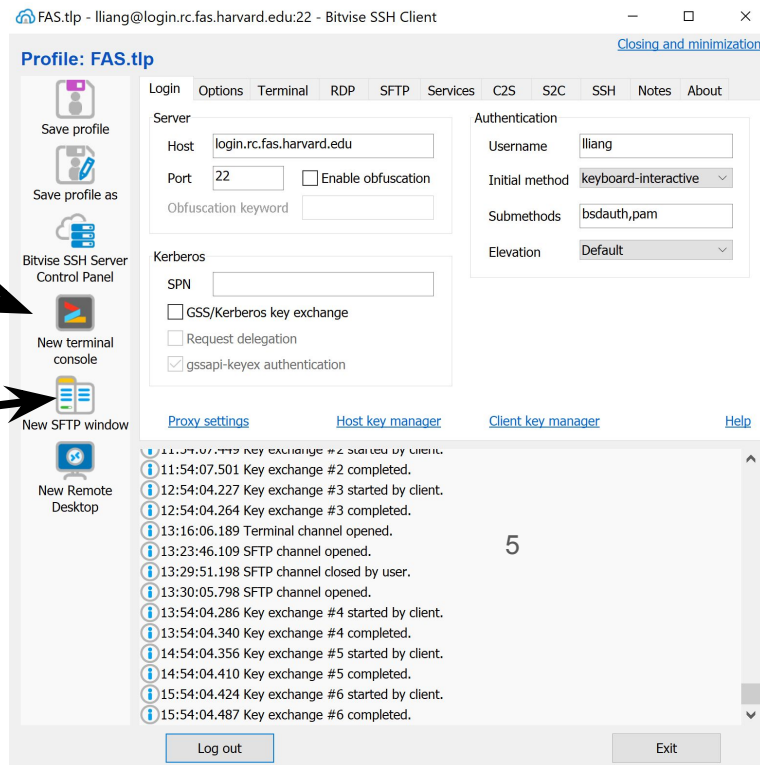 FAS.tlp - lliang@login.rc.fas.harvard.edu:22 - Bitvise SSH Client
Closing and minimization
Profile: FAS.tlp
Save profile
Save profile as
Bitvise SSH Server
Control Panel
New terminal
console
New SFTP window
New Remote
Desktop
Login Options Terminal RDP SFTP Services C2S S2C SSH Notes About
Server
Host login.rc.fas.harvard.edu
Port 22 Enable obfuscation
Obfuscation keyword
Authentication
Username lliang
Initial method keyboard-interactive
Submethods bsdauth,pam
Elevation Default
Kerberos
SPN
GSS/Kerberos key exchange
Request delegation
gssapi-keyex authentication
Proxy settings Host key manager Client key manager Help
11:54:07.449 Key exchange #2 started by client.
11:54:07.501 Key exchange #2 completed.
12:54:04.227 Key exchange #3 started by client.
12:54:04.264 Key exchange #3 completed.
13:16:06.189 Terminal channel opened.
13:23:46.109 SFTP channel opened.
13:29:51.198 SFTP channel closed by user.
13:30:05.798 SFTP channel opened.
13:54:04.286 Key exchange #4 started by client.
13:54:04.340 Key exchange #4 completed.
14:54:04.356 Key exchange #5 started by client.
14:54:04.410 Key exchange #5 completed.
15:54:04.424 Key exchange #6 started by client.
15:54:04.487 Key exchange #6 completed.
5
Log out Exit